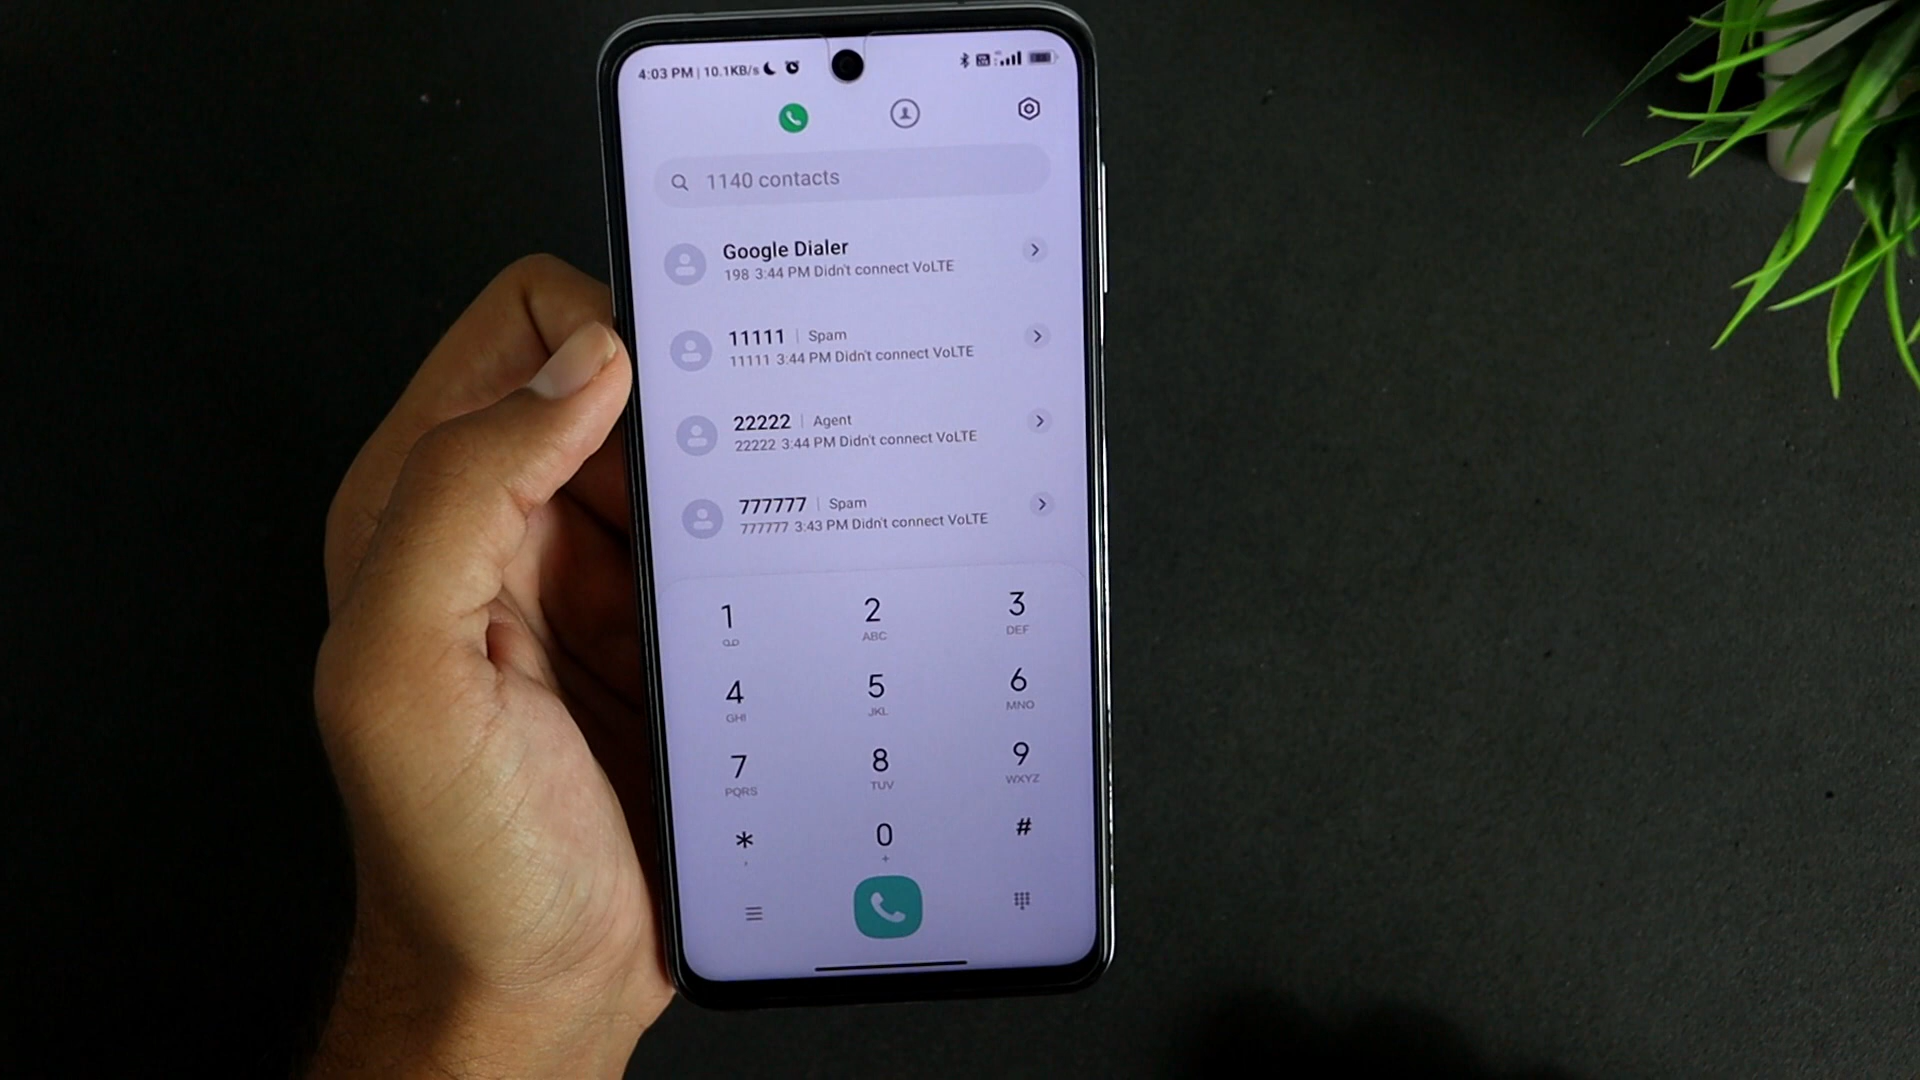 4:03 PM | 10.1KB/s
1140 contacts
Google Dialer
198 3:44 PM Didn't connect VoLTE
11111 | Spam
11111 3:44 PM Didn't connect VoLTE
22222 | Agent
22222 3:44 PM Didn't connect VoLTE
777777 | Spam
777777 3:43 PM Didn't connect VoLTE
1 2 3
ABC DEF
4 5 6
GHI JKL MNO
7 8 9
PQRS TUV WXYZ
* 0 #
, +